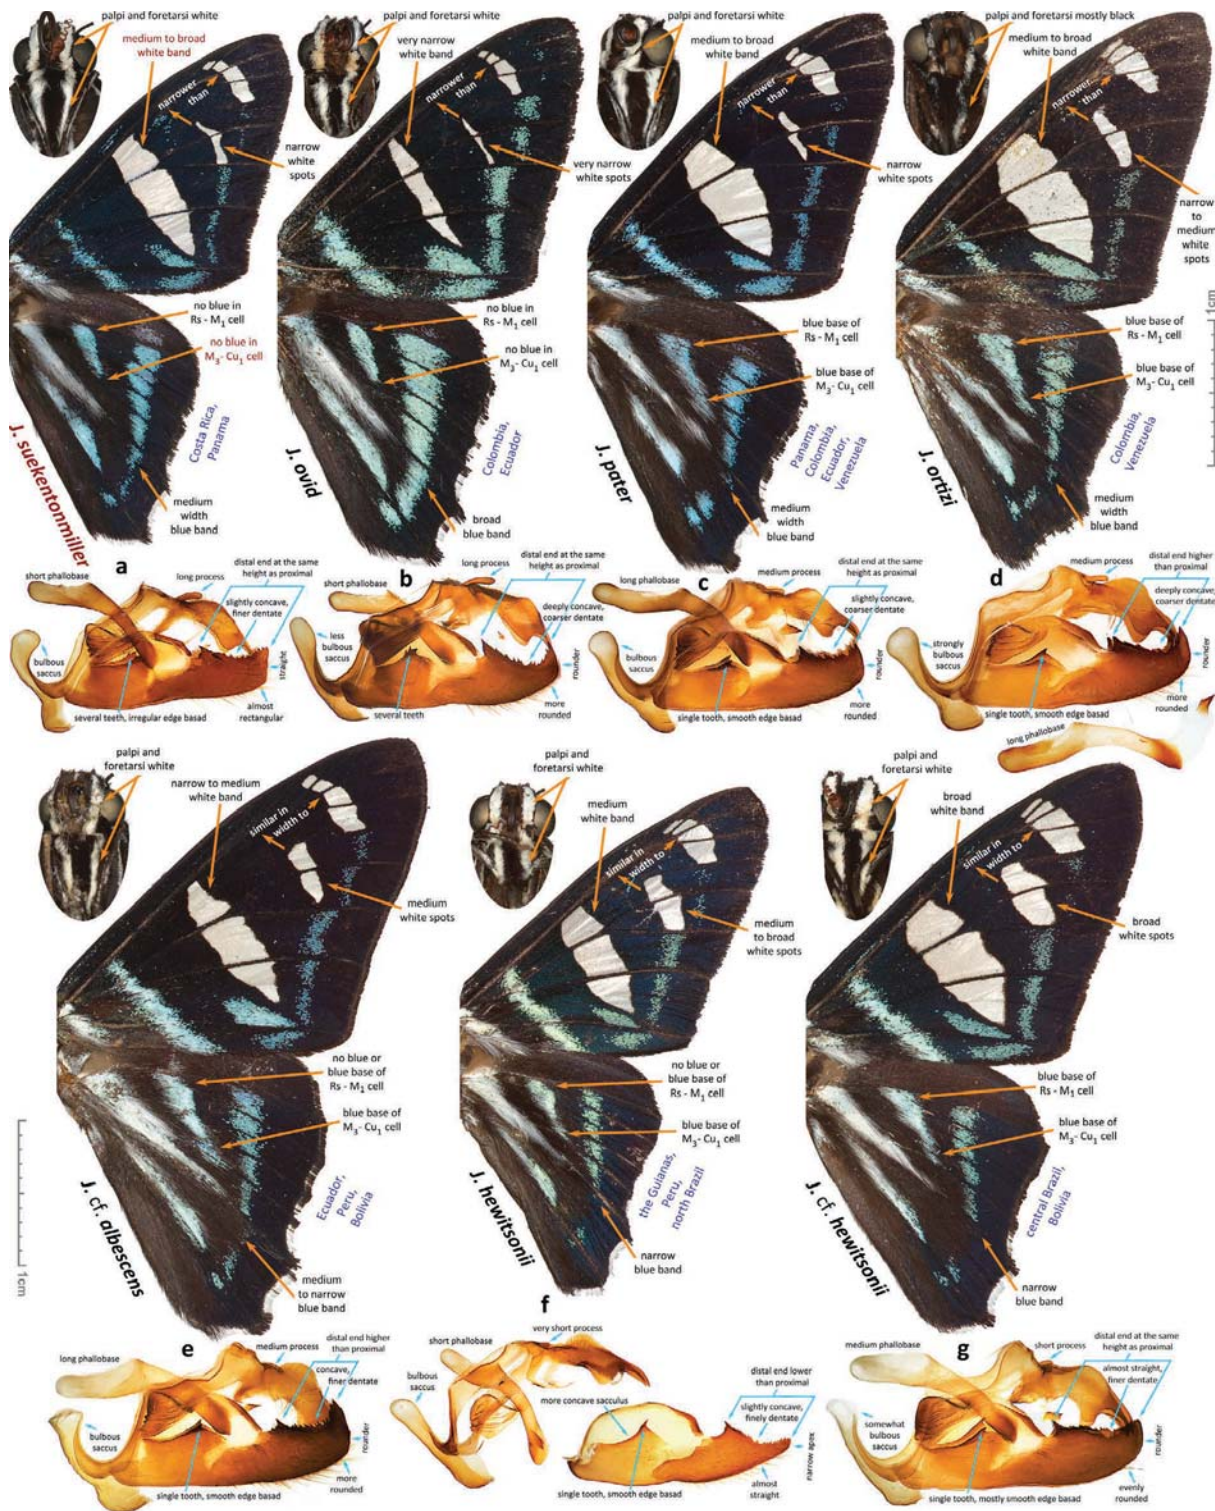 palpi and foretarsi white
medium to broad
white band
narrower
than
narrow
white
spots
no blue in
Rs - M1 cell
no blue in
M3- Cu1 cell
Costa Rica,
Panama
J. suekentonmiller
medium
width
blue band
palpi and foretarsi white
very narrow
white band
narrower
than
very narrow
white spots
no blue in
Rs - M1 cell
no blue in
M3- Cu1 cell
Colombia,
Ecuador
J. ovid
broad
blue band
palpi and foretarsi white
medium to broad
white band
narrower
than
narrow
white spots
blue base of
Rs - M1 cell
blue base of
M3- Cu1 cell
Panama,
Colombia,
Ecuador,
Venezuela
J. pater
medium
width
blue band
palpi and foretarsi mostly black
medium to broad
white band
narrower
than
narrow
to
medium
white
spots
1cm
blue base of
Rs - M1 cell
blue base of
M3- Cu1 cell
Colombia,
Venezuela
J. ortizi
medium
width
blue band
a
short phallobase
long process
distal end at the same
height as proximal
slightly concave,
finer dentate
bulbous
saccus
straight
several teeth, irregular edge basad
almost
rectangular
b
short phallobase
long process
distal end at the same
height as proximal
deeply concave,
coarser dentate
less
bulbous
saccus
rounder
several teeth
more
rounded
c
long phallobase
medium process
distal end at the same
height as proximal
slightly concave,
coarser dentate
bulbous
saccus
rounder
single tooth, smooth edge basad
more
rounded
d
medium process
distal end higher
than proximal
deeply concave,
coarser dentate
strongly
bulbous
saccus
rounder
single tooth, smooth edge basad
more
rounded
long phallobase
palpi and
foretarsi white
narrow to medium
white band
similar in
width to
medium
white spots
no blue or
blue base of
Rs - M1 cell
blue base of
M3- Cu1 cell
Ecuador,
Peru,
Bolivia
J. cf. albescens
1cm
medium
to narrow
blue band
palpi and
foretarsi white
medium
white band
similar in
width to
medium
to broad
white spots
no blue or
blue base of
Rs - M1 cell
blue base of
M3- Cu1 cell
the Guianas,
Peru,
north Brazil
J. hewitsonii
narrow
blue band
palpi and
foretarsi white
broad
white band
similar in
width to
broad
white spots
blue base of
Rs - M1 cell
blue base of
M3- Cu1 cell
central Brazil,
Bolivia
J. cf. hewitsonii
narrow
blue band
e
long phallobase
medium process
distal end higher
than proximal
concave,
finer dentate
bulbous
saccus
rounder
single tooth, smooth edge basad
more
rounded
f
short phallobase
very short process
bulbous
saccus
more concave sacculus
distal end lower
than proximal
slightly concave,
finely dentate
narrow apex
single tooth, smooth edge basad
almost
straight
g
medium phallobase
short process
distal end at the same
height as proximal
almost straight,
finer dentate
somewhat
bulbous
saccus
rounder
single tooth, mostly smooth edge basad
evenly
rounded